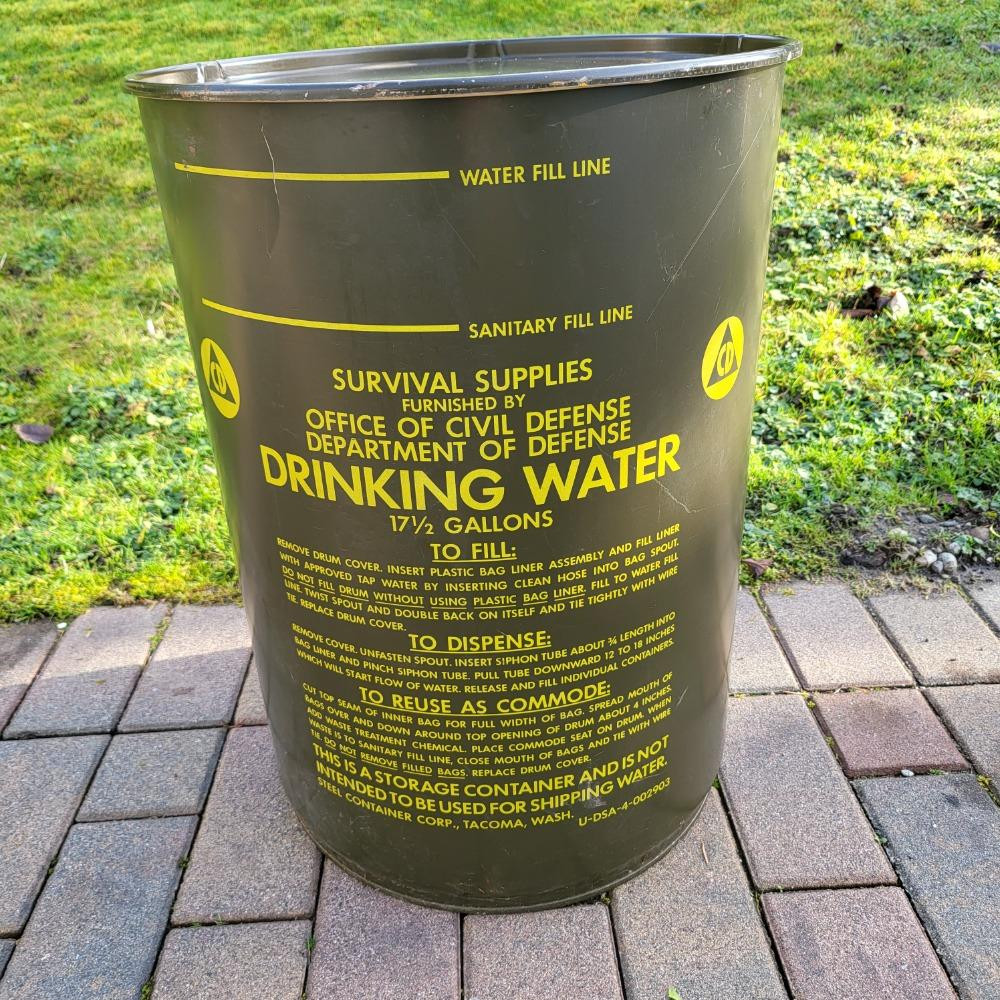 WATER FILL LINE
SANITARY FILL LINE
CD
CD
SURVIVAL SUPPLIES
FURNISHED BY
OFFICE OF CIVIL DEFENSE
DEPARTMENT OF DEFENSE
DRINKING WATER
17½ GALLONS
TO FILL:
REMOVE DRUM COVER. INSERT PLASTIC BAG LINER ASSEMBLY AND FILL LINER
WITH APPROVED TAP WATER BY INSERTING CLEAN HOSE INTO BAG SPOUT.
DO NOT FILL DRUM WITHOUT USING PLASTIC BAG LINER. FILL TO WATER FILL
LINE. TWIST SPOUT AND DOUBLE BACK ON ITSELF AND TIE TIGHTLY WITH WIRE
TIE. REPLACE DRUM COVER.
TO DISPENSE:
REMOVE COVER. UNFASTEN SPOUT. INSERT SIPHON TUBE ABOUT ¾ LENGTH INTO
BAG LINER AND PINCH SIPHON TUBE. PULL TUBE DOWNWARD 12 TO 18 INCHES
WHICH WILL START FLOW OF WATER. RELEASE AND FILL INDIVIDUAL CONTAINERS.
TO REUSE AS COMMODE:
CUT TOP SEAM OF INNER BAG FOR FULL WIDTH OF BAG. SPREAD MOUTH OF
BAGS OVER AND DOWN AROUND TOP OPENING OF DRUM ABOUT 4 INCHES.
ADD WASTE TREATMENT CHEMICAL. PLACE COMMODE SEAT ON DRUM. WHEN
WASTE IS TO SANITARY FILL LINE, CLOSE MOUTH OF BAGS AND TIE WITH WIRE
TIE. DO NOT REMOVE FILLED BAGS. REPLACE DRUM COVER.
THIS IS A STORAGE CONTAINER AND IS NOT
INTENDED TO BE USED FOR SHIPPING WATER.
STEEL CONTAINER CORP., TACOMA, WASH. U-DSA-4-002903